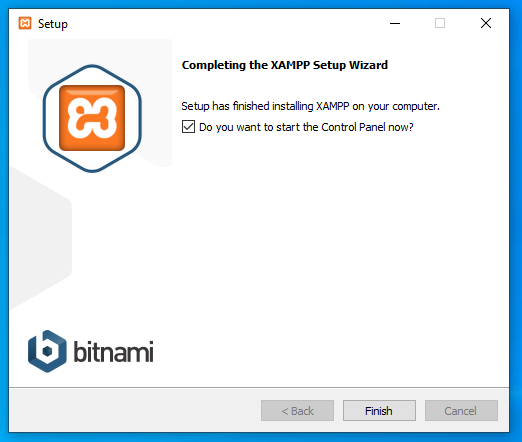 Setup
Completing the XAMPP Setup Wizard
Setup has finished installing XAMPP on your computer.
Do you want to start the Control Panel now?
bitnami
< Back
Finish
Cancel